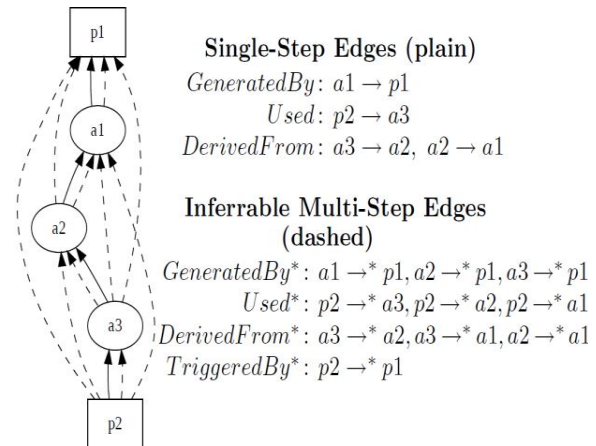 p1
a1
a2
a3
p2
Single-Step Edges (plain)
GeneratedBy: a1 → p1
Used: p2 → a3
DerivedFrom: a3 → a2, a2 → a1
Inferrable Multi-Step Edges
(dashed)
GeneratedBy*: a1 →* p1, a2 →* p1, a3 →* p1
Used*: p2 →* a3, p2 →* a2, p2 →* a1
DerivedFrom*: a3 →* a2, a3 →* a1, a2 →* a1
TriggeredBy*: p2 →* p1